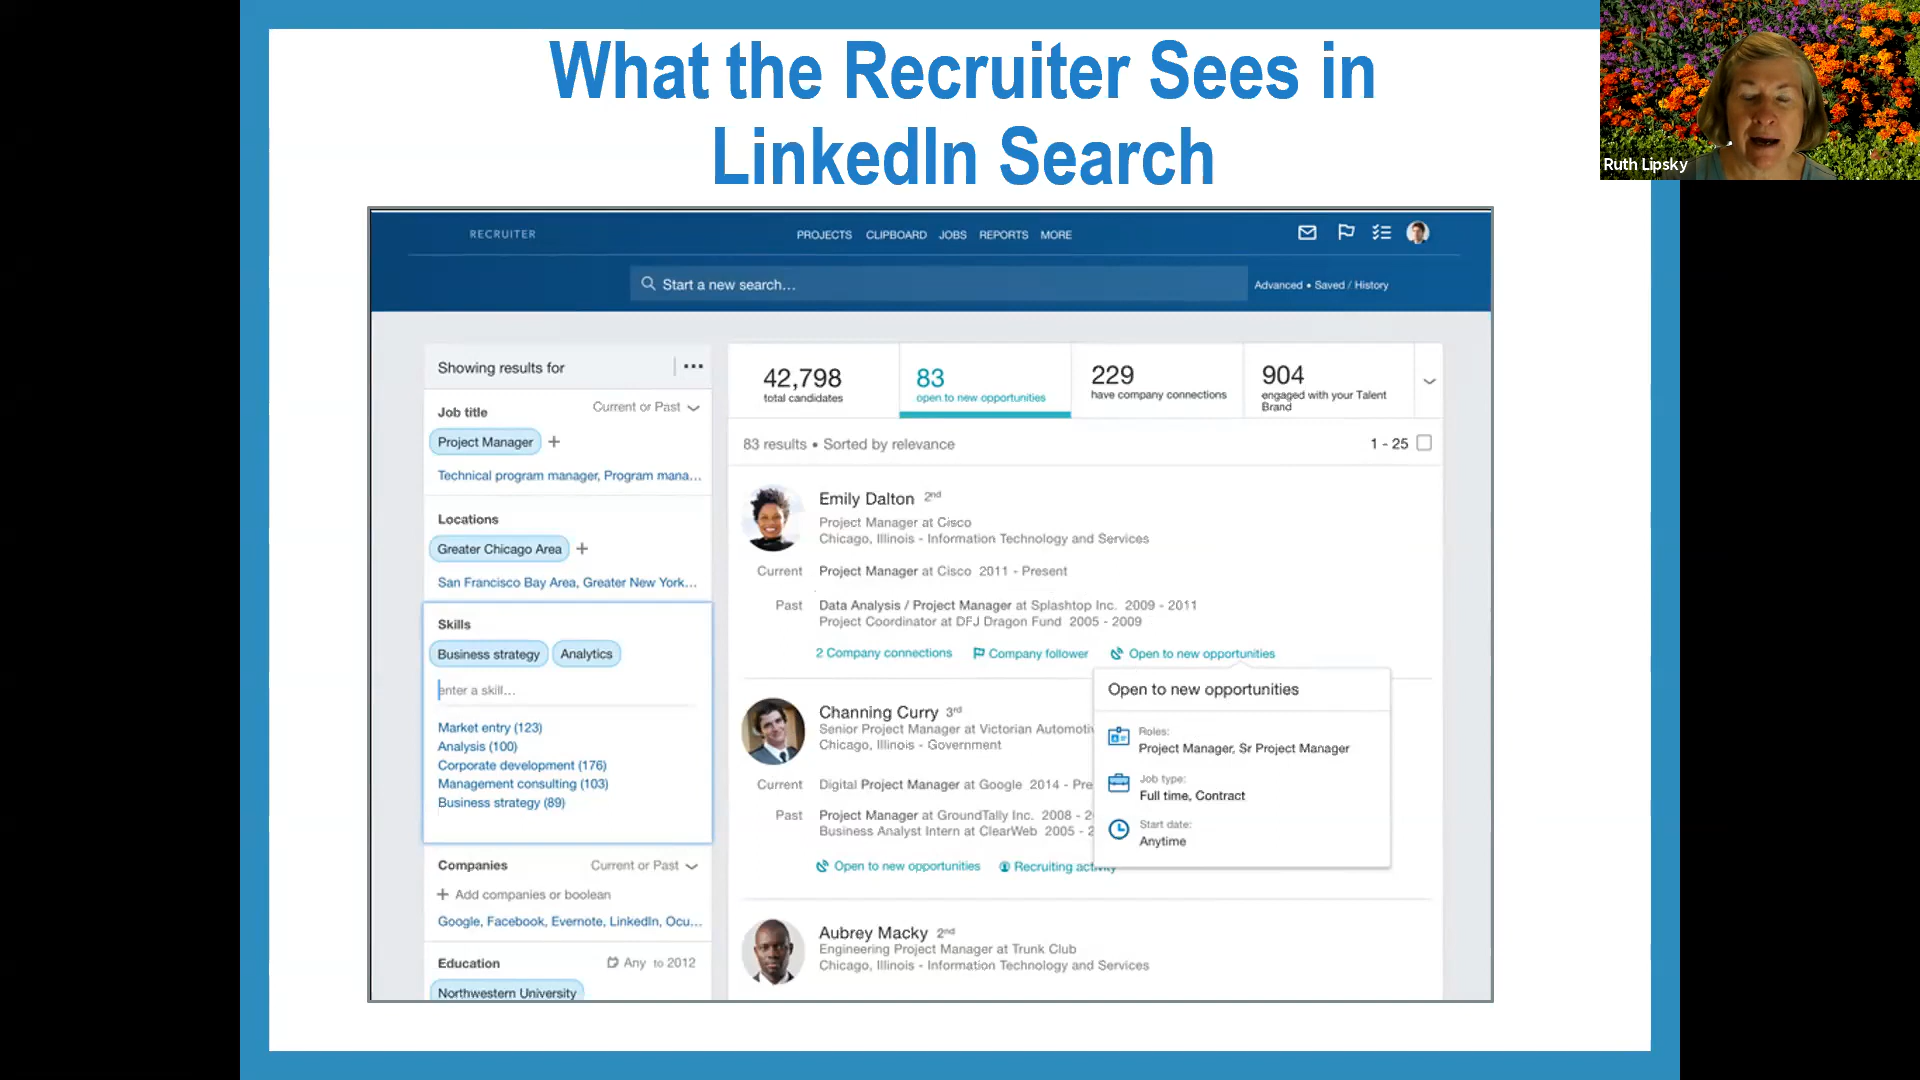 What the Recruiter Sees in
LinkedIn Search
Ruth Lipsky
RECRUITER
PROJECTS CLIPBOARD JOBS REPORTS MORE
Start a new search...
Advanced • Saved / History
Showing results for
Job title
Current or Past
Project Manager +
Technical program manager, Program mana...
Locations
Greater Chicago Area +
San Francisco Bay Area, Greater New York...
Skills
Business strategy Analytics
enter a skill...
Market entry (123)
Analysis (100)
Corporate development (176)
Management consulting (103)
Business strategy (89)
Companies
Current or Past
+ Add companies or boolean
Google, Facebook, Evernote, LinkedIn, Ocu...
Education
Any to 2012
Northwestern University
42,798
total candidates
83
open to new opportunities
229
have company connections
904
engaged with your Talent
Brand
83 results • Sorted by relevance
1 - 25
Emily Dalton 2nd
Project Manager at Cisco
Chicago, Illinois - Information Technology and Services
Current Project Manager at Cisco 2011 - Present
Past Data Analysis / Project Manager at Splashtop Inc. 2009 - 2011
Project Coordinator at DFJ Dragon Fund 2005 - 2009
2 Company connections Company follower Open to new opportunities
Open to new opportunities
Roles:
Project Manager, Sr Project Manager
Job type:
Full time, Contract
Start date:
Anytime
Channing Curry 3rd
Senior Project Manager at Victorian Automoti
Chicago, Illinois - Government
Current Digital Project Manager at Google 2014 - Pre
Past Project Manager at GroundTally Inc. 2008 - 2
Business Analyst Intern at ClearWeb 2005 - 2
Open to new opportunities Recruiting activity
Aubrey Macky 2nd
Engineering Project Manager at Trunk Club
Chicago, Illinois - Information Technology and Services